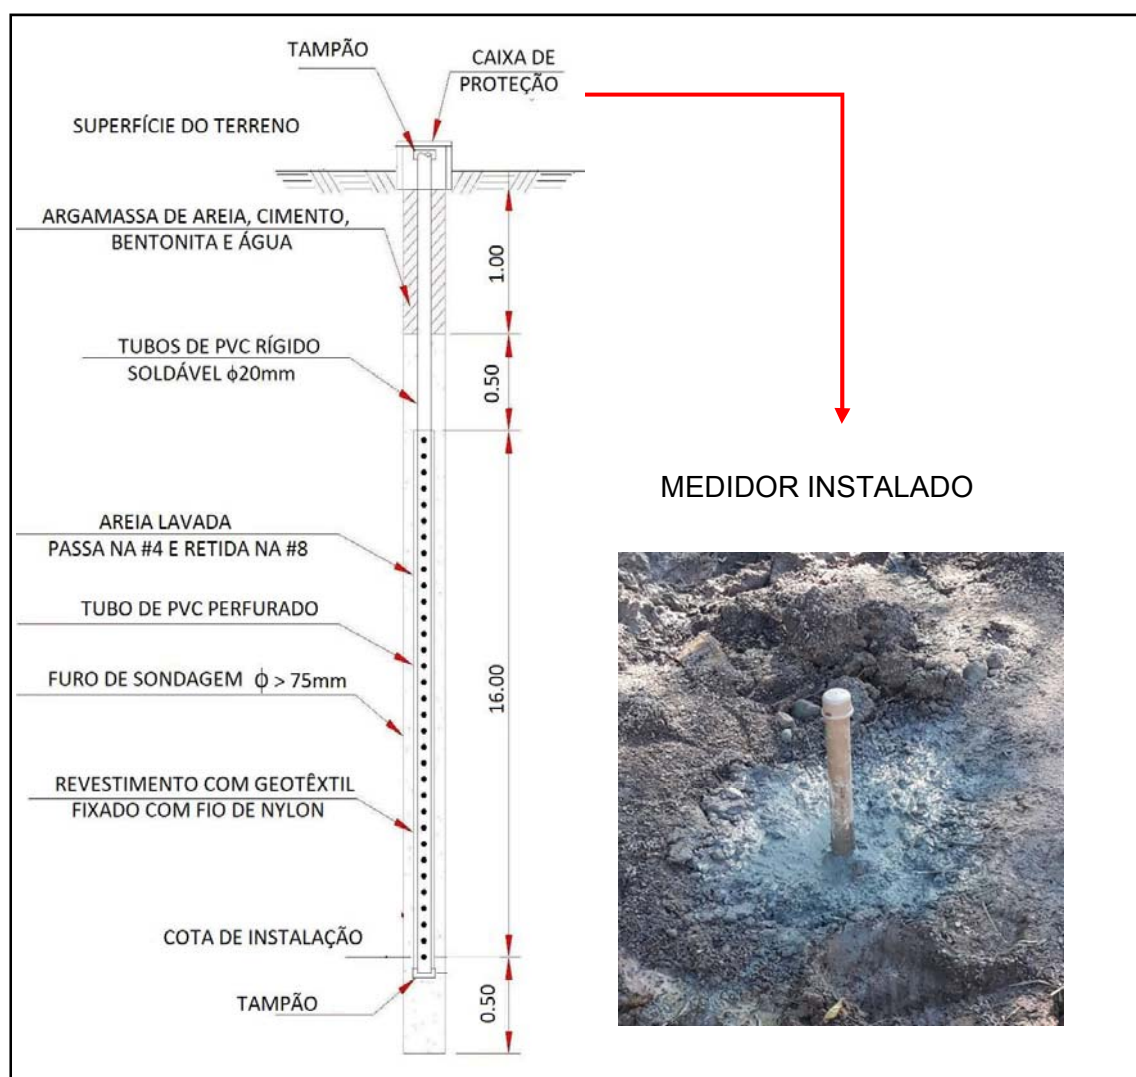 TAMPÃO
CAIXA DE
PROTEÇÃO
SUPERFÍCIE DO TERRENO
ARGAMASSA DE AREIA, CIMENTO,
BENTONITA E ÁGUA
1.00
TUBOS DE PVC RÍGIDO
SOLDÁVEL ϕ20mm
0.50
MEDIDOR INSTALADO
AREIA LAVADA
PASSA NA #4 E RETIDA NA #8
TUBO DE PVC PERFURADO
FURO DE SONDAGEM ϕ > 75mm
16.00
REVESTIMENTO COM GEOTÊXTIL
FIXADO COM FIO DE NYLON
COTA DE INSTALAÇÃO
TAMPÃO
0.50